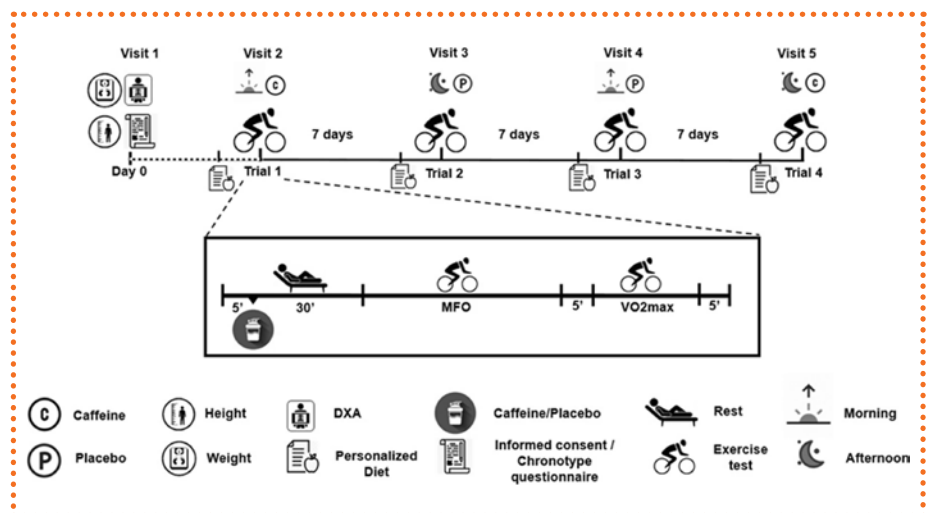 Visit 1
Visit 2
Visit 3
Visit 4
Visit 5
C
P
P
C
7 days
7 days
7 days
Day 0
Trial 1
Trial 2
Trial 3
Trial 4
5'
30'
MFO
5'
VO2max
5'
C
Caffeine
Height
DXA
Caffeine/Placebo
Rest
Morning
P
Placebo
Weight
Personalized
Diet
Informed consent /
Chronotype
questionnaire
Exercise
test
Afternoon